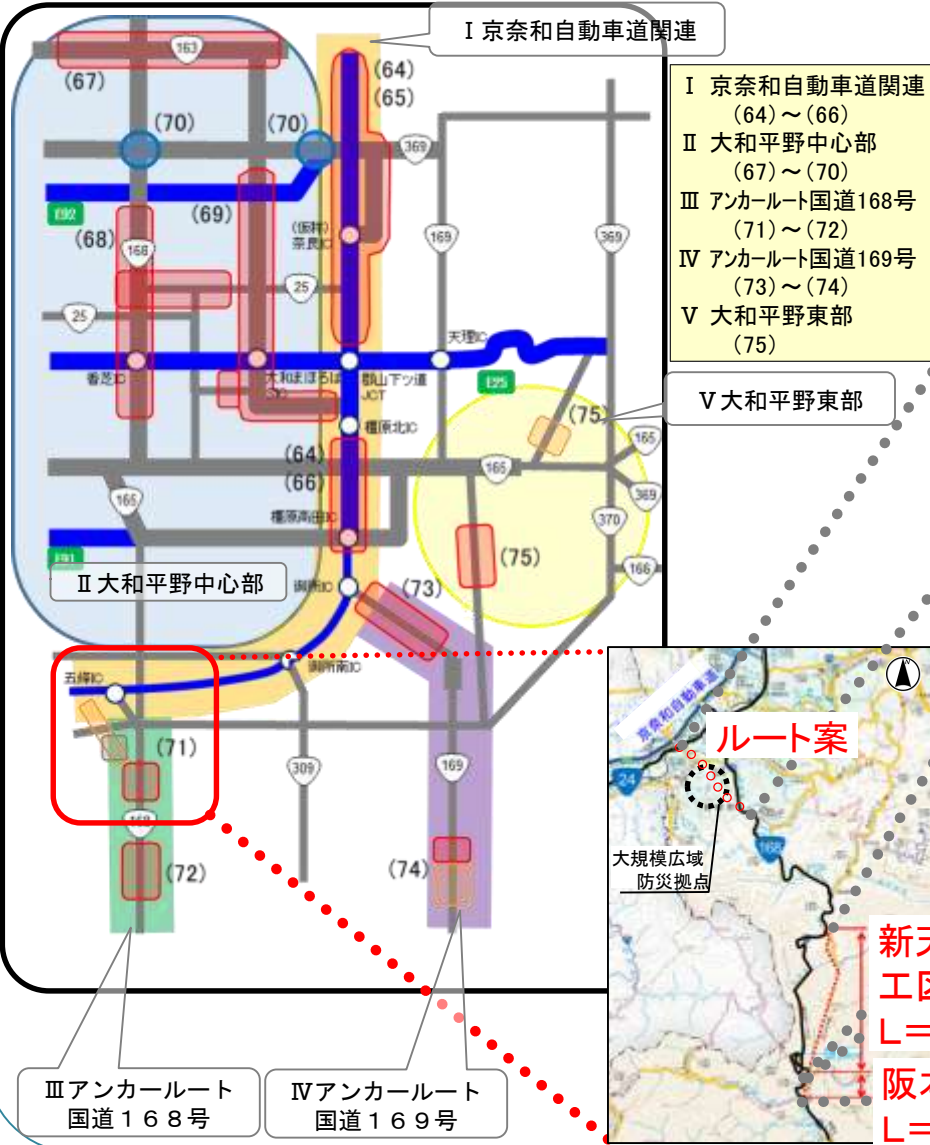 Ⅰ 京奈和自動車道関連
163
(67)
(64)
(65)
(70)
(70)
369
E92
(69)
(68)
168
(仮称)
奈良IC
169
369
25
25
天理IC
香芝IC
大和まほろば
郡山下ツ道
JCT
E25
橿原北IC
(75)
165
(64)
(66)
165
165
369
橿原高田IC
370
(75)
166
Ⅱ大和平野中心部
御所IC
(73)
御所南IC
五條IC
(71)
309
169
168
(72)
(74)
Ⅰ 京奈和自動車道関連
(64)～(66)
Ⅱ 大和平野中心部
(67)～(70)
Ⅲ アンカールート国道168号
(71)～(72)
Ⅳ アンカールート国道169号
(73)～(74)
Ⅴ 大和平野東部
(75)
Ⅴ大和平野東部
京奈和自動車道
ルート案
24
168
大規模広域
防災拠点
工区
L＝
L＝
Ⅲアンカールート
国道１６８号
Ⅳアンカールート
国道１６９号